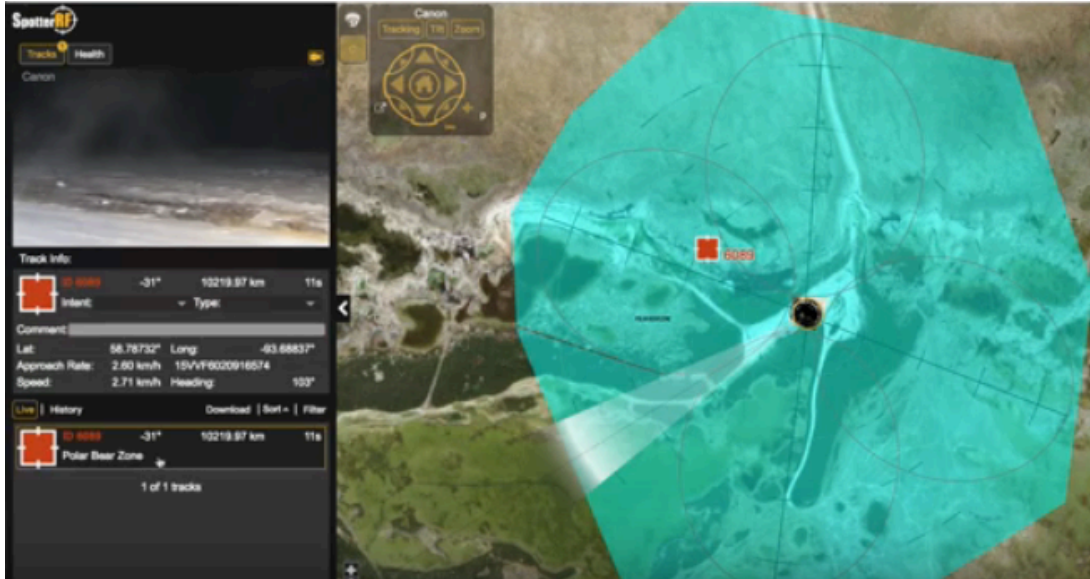 SpotterRF
Tracks 1 Health
Canon
Track Info:
ID 6089 -31° 10219.97 km 11s
Intent: Type:
Comment:
Lat: 58.78732° Long: -93.68837°
Approach Rate: 2.60 km/h 15VVF6020916574
Speed: 2.71 km/h Heading: 103°
Live | History Download | Sort | Filter
ID 6089 -31° 10219.97 km 11s
Polar Bear Zone
1 of 1 tracks
Canon
Tracking Tilt Zoom
6089